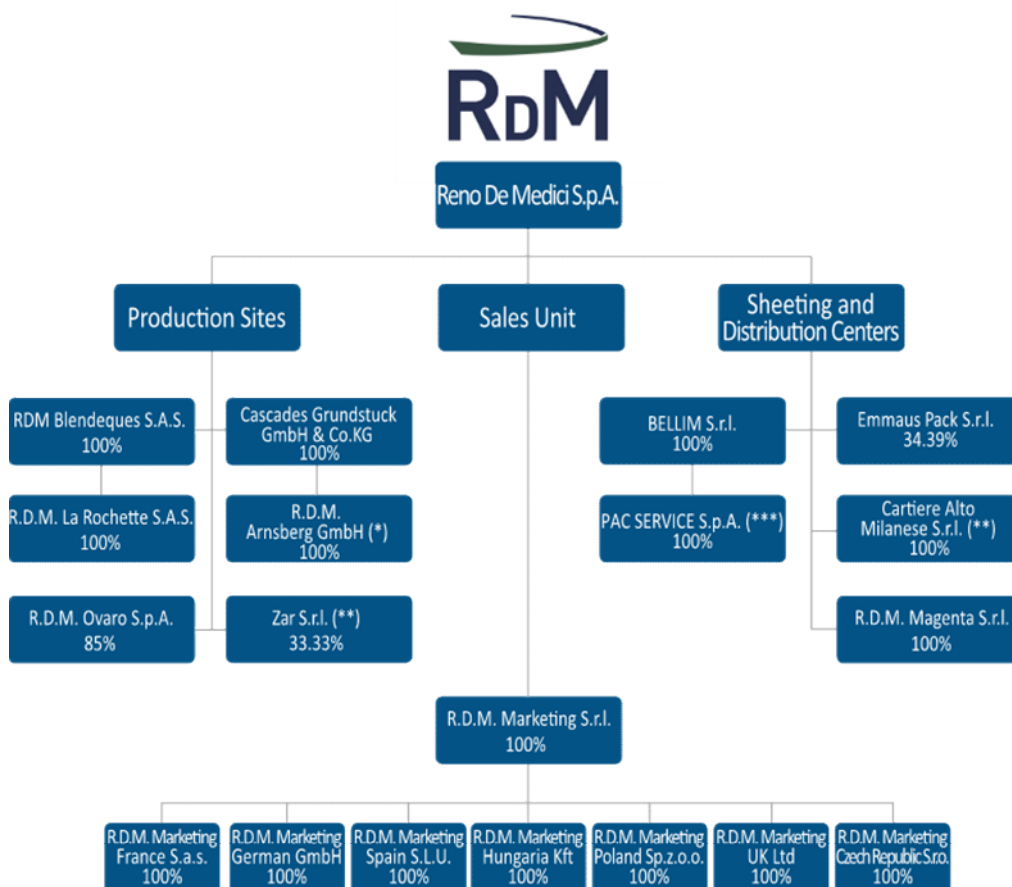 RDM
Reno De Medici S.p.A.
Production Sites
Sales Unit
Sheeting and
Distribution Centers
RDM Blendeques S.A.S.
100%
Cascades Grundstuck
GmbH & Co.KG
100%
BELLIM S.r.l.
100%
Emmaus Pack S.r.l.
34.39%
R.D.M. La Rochette S.A.S.
100%
R.D.M.
Arnsberg GmbH (*)
100%
PAC SERVICE S.p.A. (***)
100%
Cartiere Alto
Milanese S.r.l. (**)
100%
R.D.M. Ovaro S.p.A.
85%
Zar S.r.l. (**)
33.33%
R.D.M. Magenta S.r.l.
100%
R.D.M. Marketing S.r.l.
100%
R.D.M. Marketing
France S.a.s.
100%
R.D.M. Marketing
German GmbH
100%
R.D.M. Marketing
Spain S.L.U.
100%
R.D.M. Marketing
Hungaria Kft
100%
R.D.M. Marketing
Poland Sp.z.o.o.
100%
R.D.M. Marketing
UK Ltd
100%
R.D.M. Marketing
Czech Republic S.r.o.
100%